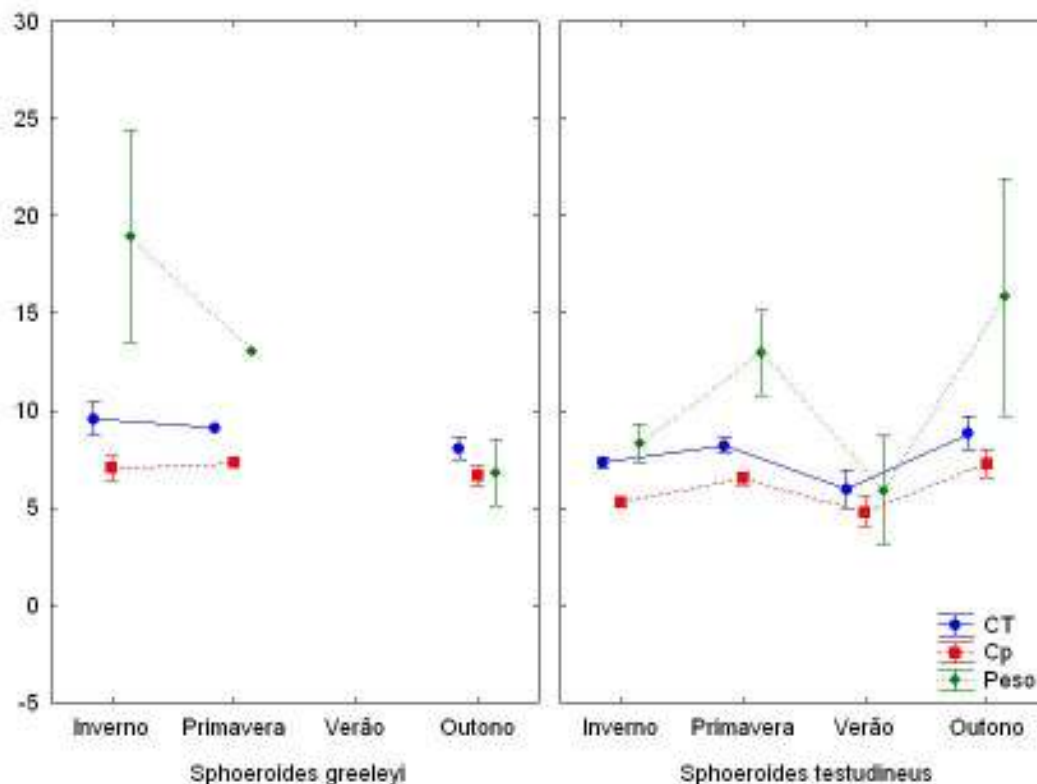 30
25
20
15
10
5
0
-5
Inverno Primavera Verão Outono
Sphoeroides greeleyi
Inverno Primavera Verão Outono
Sphoeroides testudineus
CT
Cp
Peso